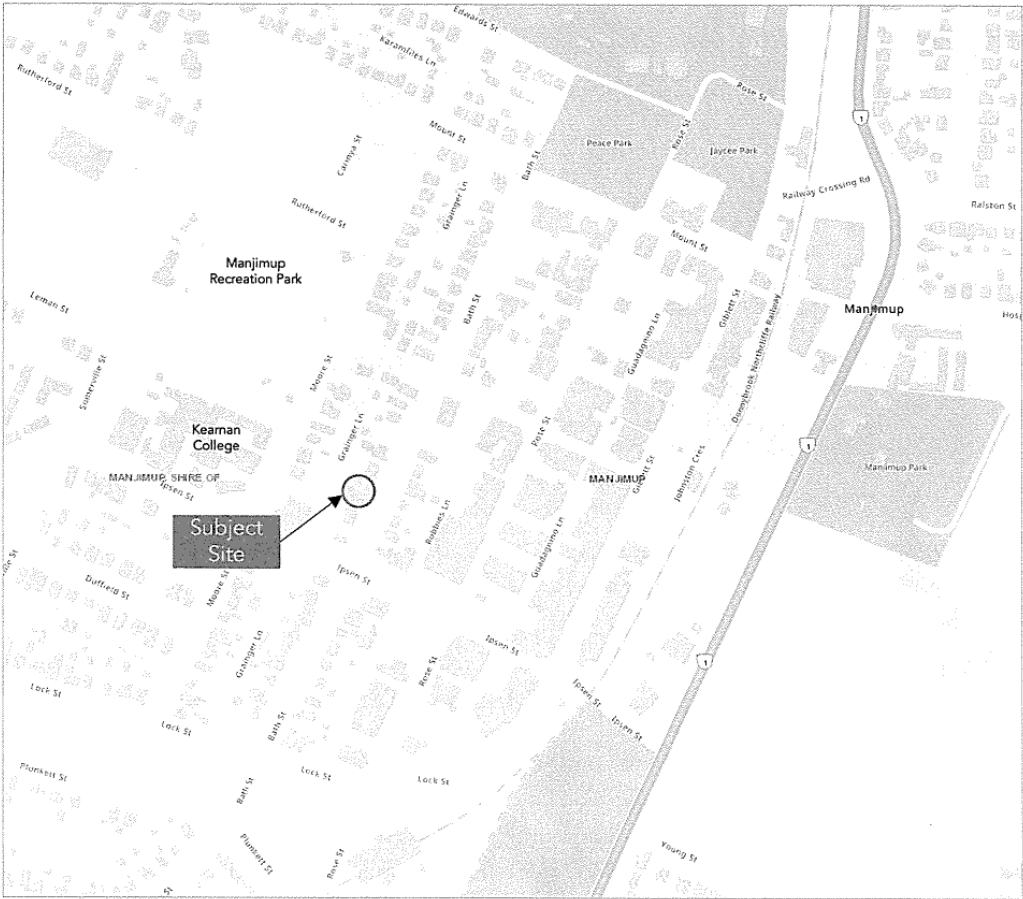 Edwards St
Karamfiles Ln
Rutherford St
Rose St
1
Mount St
Rose St
Peace Park
Jaycee Park
Carinya St
Bath St
Railway Crossing Rd
Grainger Ln
Ralston St
Rutherford St
Mount St
Manjimup
Recreation Park
Leman St
Bath St
Giblett St
Manjimup
Guadagnino Ln
Donnybrook Northcliffe Railway
Moore St
Somerville St
Kearnan
College
Grainger Ln
Rose St
1
Manjimup Park
MANJIMUP, SHIRE OF
Ipsen St
MANJIMUP
Giblett St
Johnston Cres
Subject
Site
Robbies Ln
Guadagnino Ln
Ipsen St
Duffield St
Moore St
Grainger Ln
Ipsen St
1
Rose St
Ipsen St
Ipsen St
Lock St
Lock St
Bath St
Lock St
Lock St
Plunkett St
Bath St
Plunkett St
Rose St
Young St
St